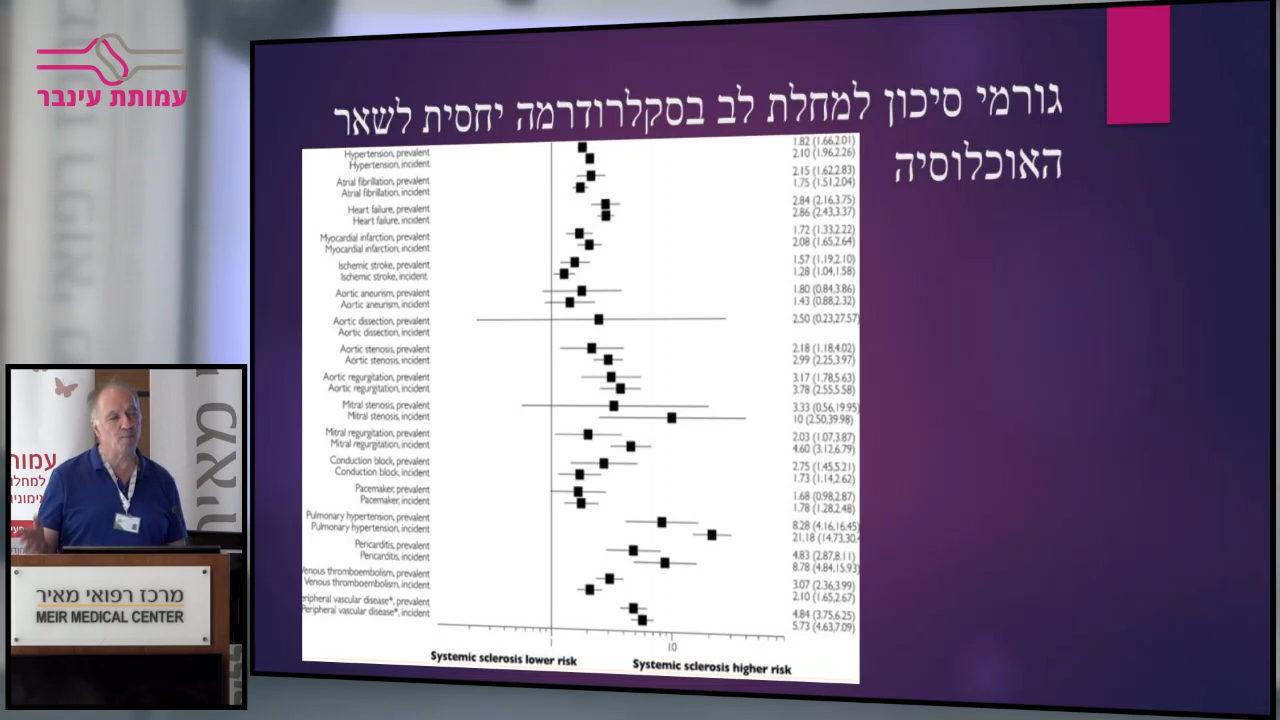 עמותת עינבר
גורמי סיכון למחלת לב בסקלרודרמה יחסית לשאר
האוכלוסיה
Hypertension, prevalent 1.82 (1.66,2.01)
Hypertension, incident 2.10 (1.96,2.26)
Atrial fibrillation, prevalent 2.15 (1.62,2.83)
Atrial fibrillation, incident 1.75 (1.51,2.04)
Heart failure, prevalent 2.84 (2.16,3.75)
Heart failure, incident 2.86 (2.43,3.37)
Myocardial infarction, prevalent 1.72 (1.33,2.22)
Myocardial infarction, incident 2.08 (1.65,2.64)
Ischemic stroke, prevalent 1.57 (1.19,2.10)
Ischemic stroke, incident 1.28 (1.04,1.58)
Aortic aneurism, prevalent 1.80 (0.84,3.86)
Aortic aneurism, incident 1.43 (0.88,2.32)
Aortic dissection, prevalent 2.50 (0.23,27.57)
Aortic dissection, incident
Aortic stenosis, prevalent 2.18 (1.18,4.02)
Aortic stenosis, incident 2.99 (2.25,3.97)
Aortic regurgitation, prevalent 3.17 (1.78,5.63)
Aortic regurgitation, incident 3.78 (2.55,5.58)
Mitral stenosis, prevalent 3.33 (0.56,19.95)
Mitral stenosis, incident 10 (2.50,39.98)
Mitral regurgitation, prevalent 2.03 (1.07,3.87)
Mitral regurgitation, incident 4.60 (3.12,6.79)
Conduction block, prevalent 2.75 (1.45,5.21)
Conduction block, incident 1.73 (1.14,2.62)
Pacemaker, prevalent 1.68 (0.98,2.87)
Pacemaker, incident 1.78 (1.28,2.48)
Pulmonary hypertension, prevalent 8.28 (4.16,16.45)
Pulmonary hypertension, incident 21.18 (14.73,30.4
Pericarditis, prevalent 4.83 (2.87,8.11)
Pericarditis, incident 8.78 (4.84,15.93)
Venous thromboembolism, prevalent 3.07 (2.36,3.99)
Venous thromboembolism, incident 2.10 (1.65,2.67)
eripheral vascular disease*, prevalent 4.84 (3.75,6.25)
Peripheral vascular disease*, incident 5.73 (4.63,7.09)
1 10
Systemic sclerosis lower risk Systemic sclerosis higher risk
מאיר
עמות
למחלו
מרכז רפואי מאיר
MEIR MEDICAL CENTER